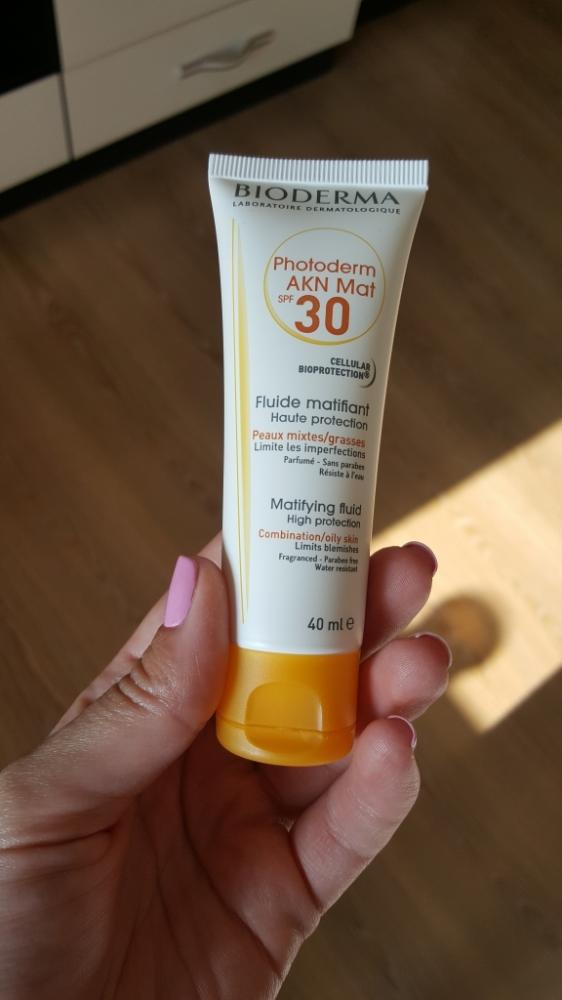 BIODERMA
LABORATOIRE DERMATOLOGIQUE
Photoderm
AKN Mat
SPF 30
CELLULAR
BIOPROTECTION®
Fluide matifiant
Haute protection
Peaux mixtes/grasses
Limite les imperfections
Parfumé - Sans paraben
Résiste à l'eau
Matifying fluid
High protection
Combination/oily skin
Limits blemishes
Fragranced - Paraben free
Water resistant
40 ml ℮